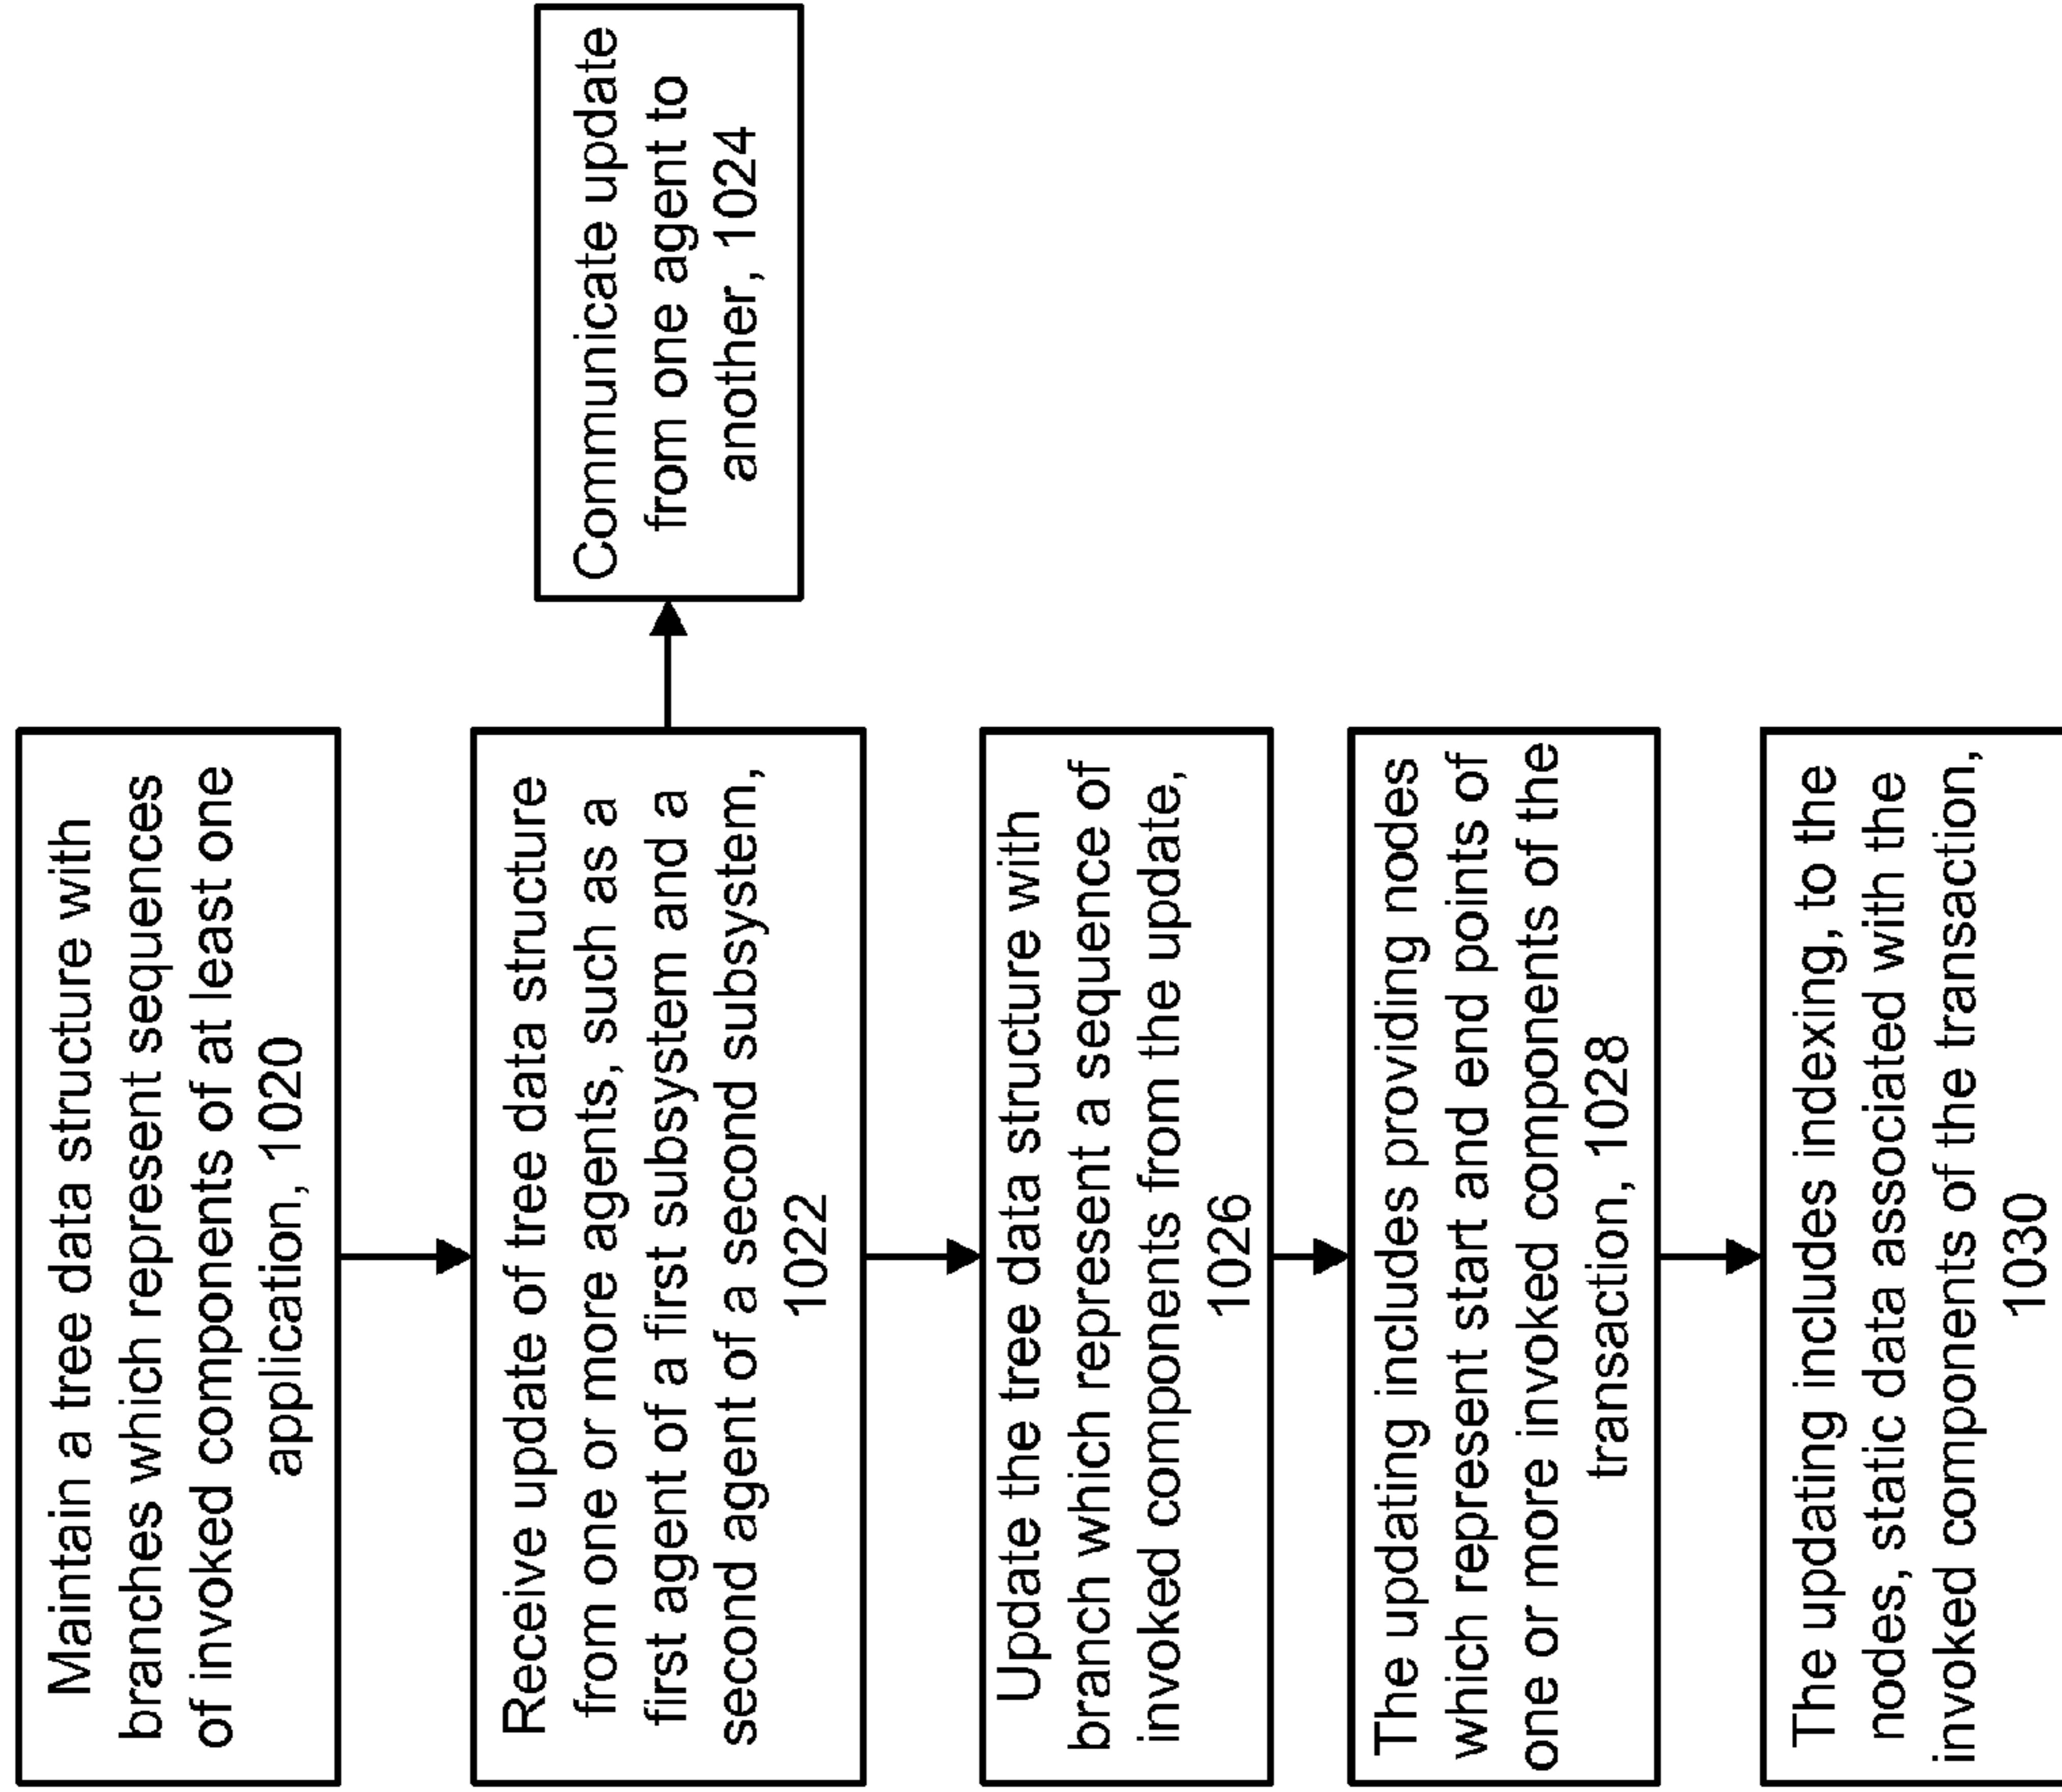 Maintain a tree data structure with
branches which represent sequences
of invoked components of at least one
application, 1020
Receive update of tree data structure
from one or more agents, such as a
first agent of a first subsystem and a
second agent of a second subsystem,
1022
Communicate update
from one agent to
another, 1024
Update the tree data structure with
branch which represent a sequence of
invoked components from the update,
1026
The updating includes providing nodes
which represent start and end points of
one or more invoked components of the
transaction, 1028
The updating includes indexing, to the
nodes, static data associated with the
invoked components of the transaction,
1030